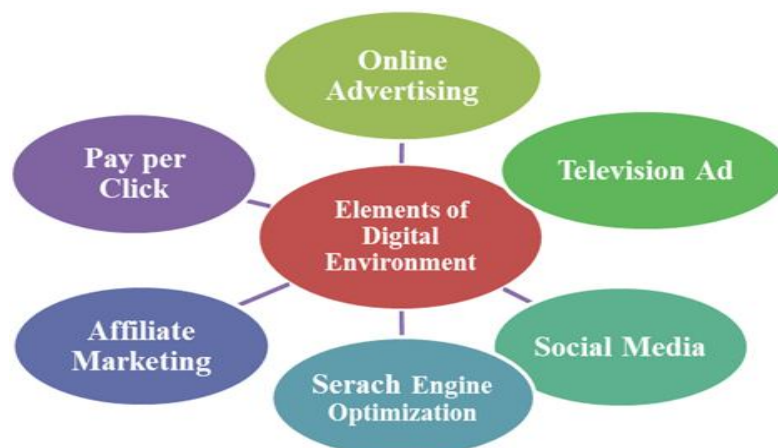 Online
Advertising
Pay per
Click
Television Ad
Elements of
Digital
Environment
Affiliate
Marketing
Social Media
Serach Engine
Optimization